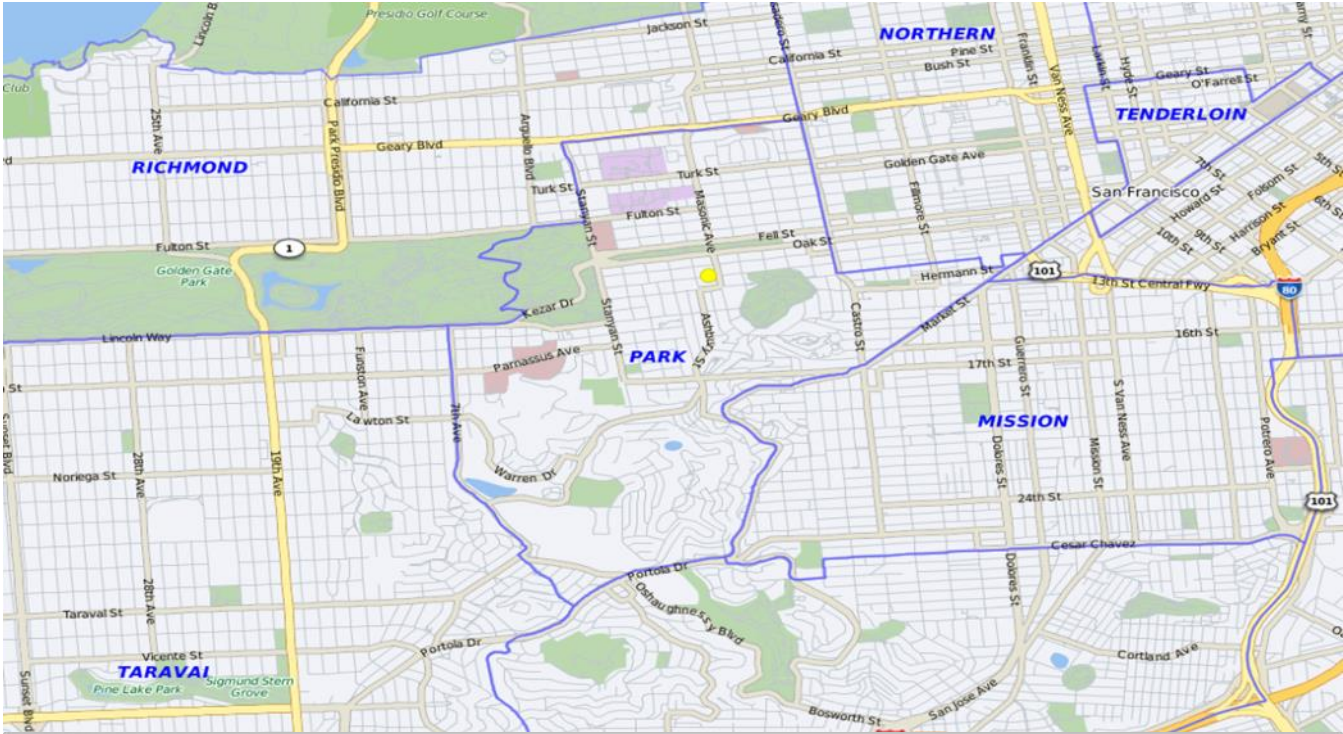 Presidio Golf Course
Lincoln B
Jackson St
NORTHERN
California St
Pine St
Bush St
Franklin St
Van Ness Ave
Larkin St
Hyde St
Geary St
O'Farrell St
TENDERLOIN
Club
25th Ave
California St
Park Presidio Blvd
Arguello Blvd
Geary Blvd
Geary Blvd
RICHMOND
Turk St
Turk St
Golden Gate Ave
Fillmore St
San Francisco
7th St
Howard St
Folsom St
Harrison St
Bryant St
5th St
6th St
9th St
10th St
Stanyan St
Masonic Ave
Fulton St
Fulton St
1
Fell St
Oak St
Golden Gate
Park
Hermann St
101
13th St Central Fwy
80
Kezar Dr
Lincoln Way
Stanyan St
Ashbury St
Castro St
Market St
16th St
17th St
Guerrero St
S Van Ness Ave
Parnassus Ave
PARK
Funston Ave
Lawton St
7th Ave
MISSION
Dolores St
Mission St
Potrero Ave
St
Sunset Blvd
28th Ave
19th Ave
Noriega St
Warren Dr
24th St
101
Cesar Chavez
Portola Dr
Oshaughnessy Blvd
Dolores St
28th Ave
Taraval St
Portola Dr
Vicente St
TARAVAI
Pine Lake Park
Sigmund Stern
Grove
Sunset Blvd
Cortland Ave
San Jose Ave
Bosworth St